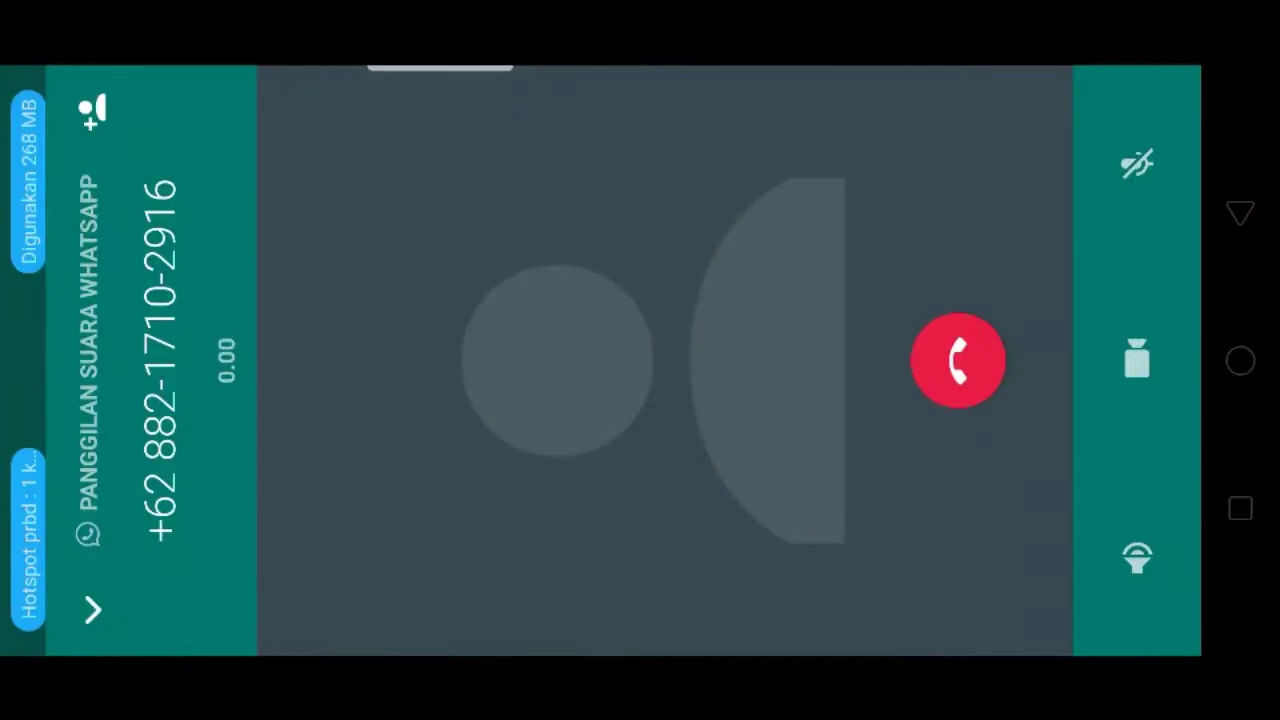 Hotspot prbd : 1 k...
Digunakan 268 MB
PANGGILAN SUARA WHATSAPP
+62 882-1710-2916
0.00